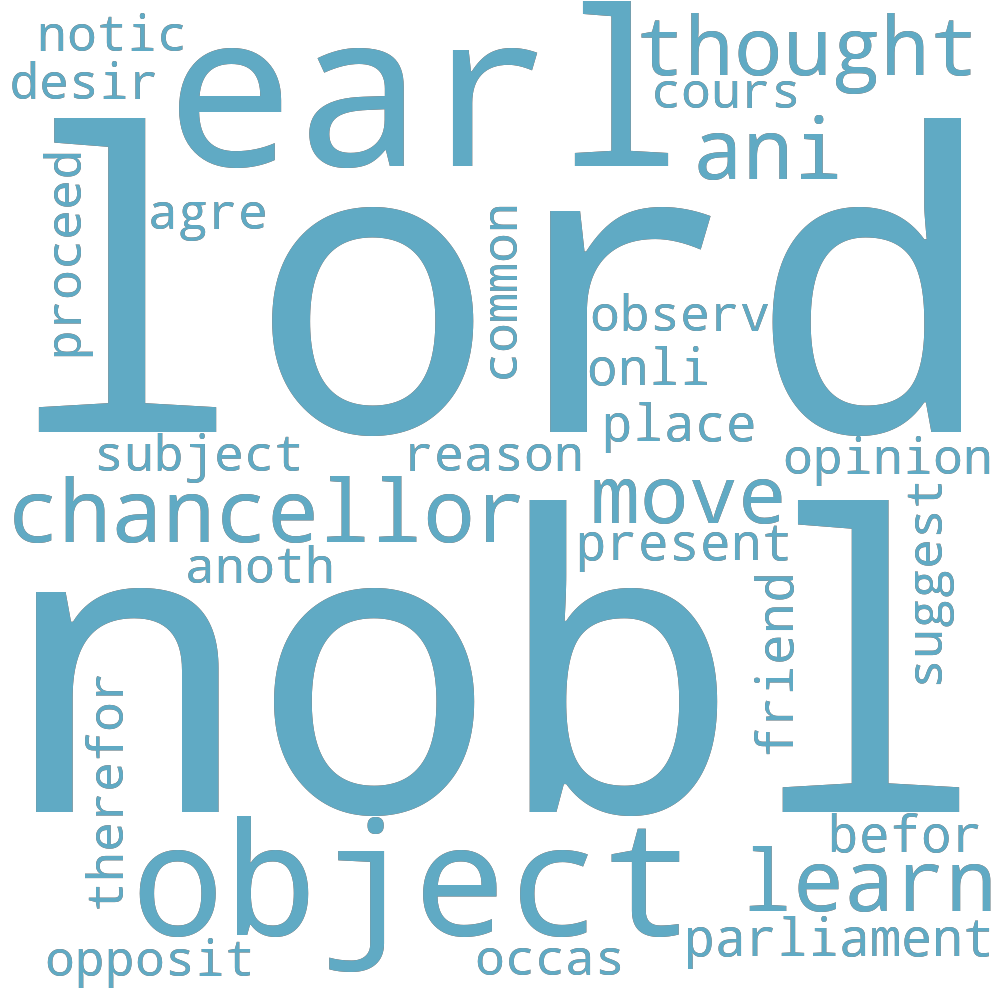 notic
earl
thought
desir
cours
lord
ani
proceed
agre
common
observ
onli
place
subject
reason
opinion
chancellor
move
suggest
present
anoth
nobl
friend
therefor
object
befor
learn
parliament
opposit
occas